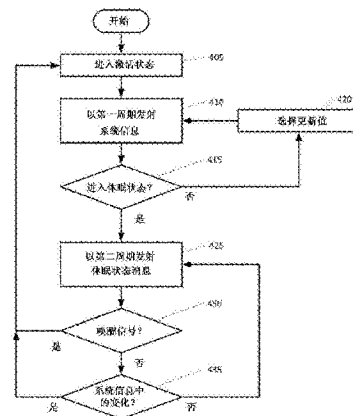 开始
进入激活状态
405
以第一周期发射
系统信息
410
选择更新值
420
进入休眠状态?
415
否
是
以第二周期发射
休眠状态消息
425
唤醒信号?
430
是
否
系统信息中
的变化?
435
是
否